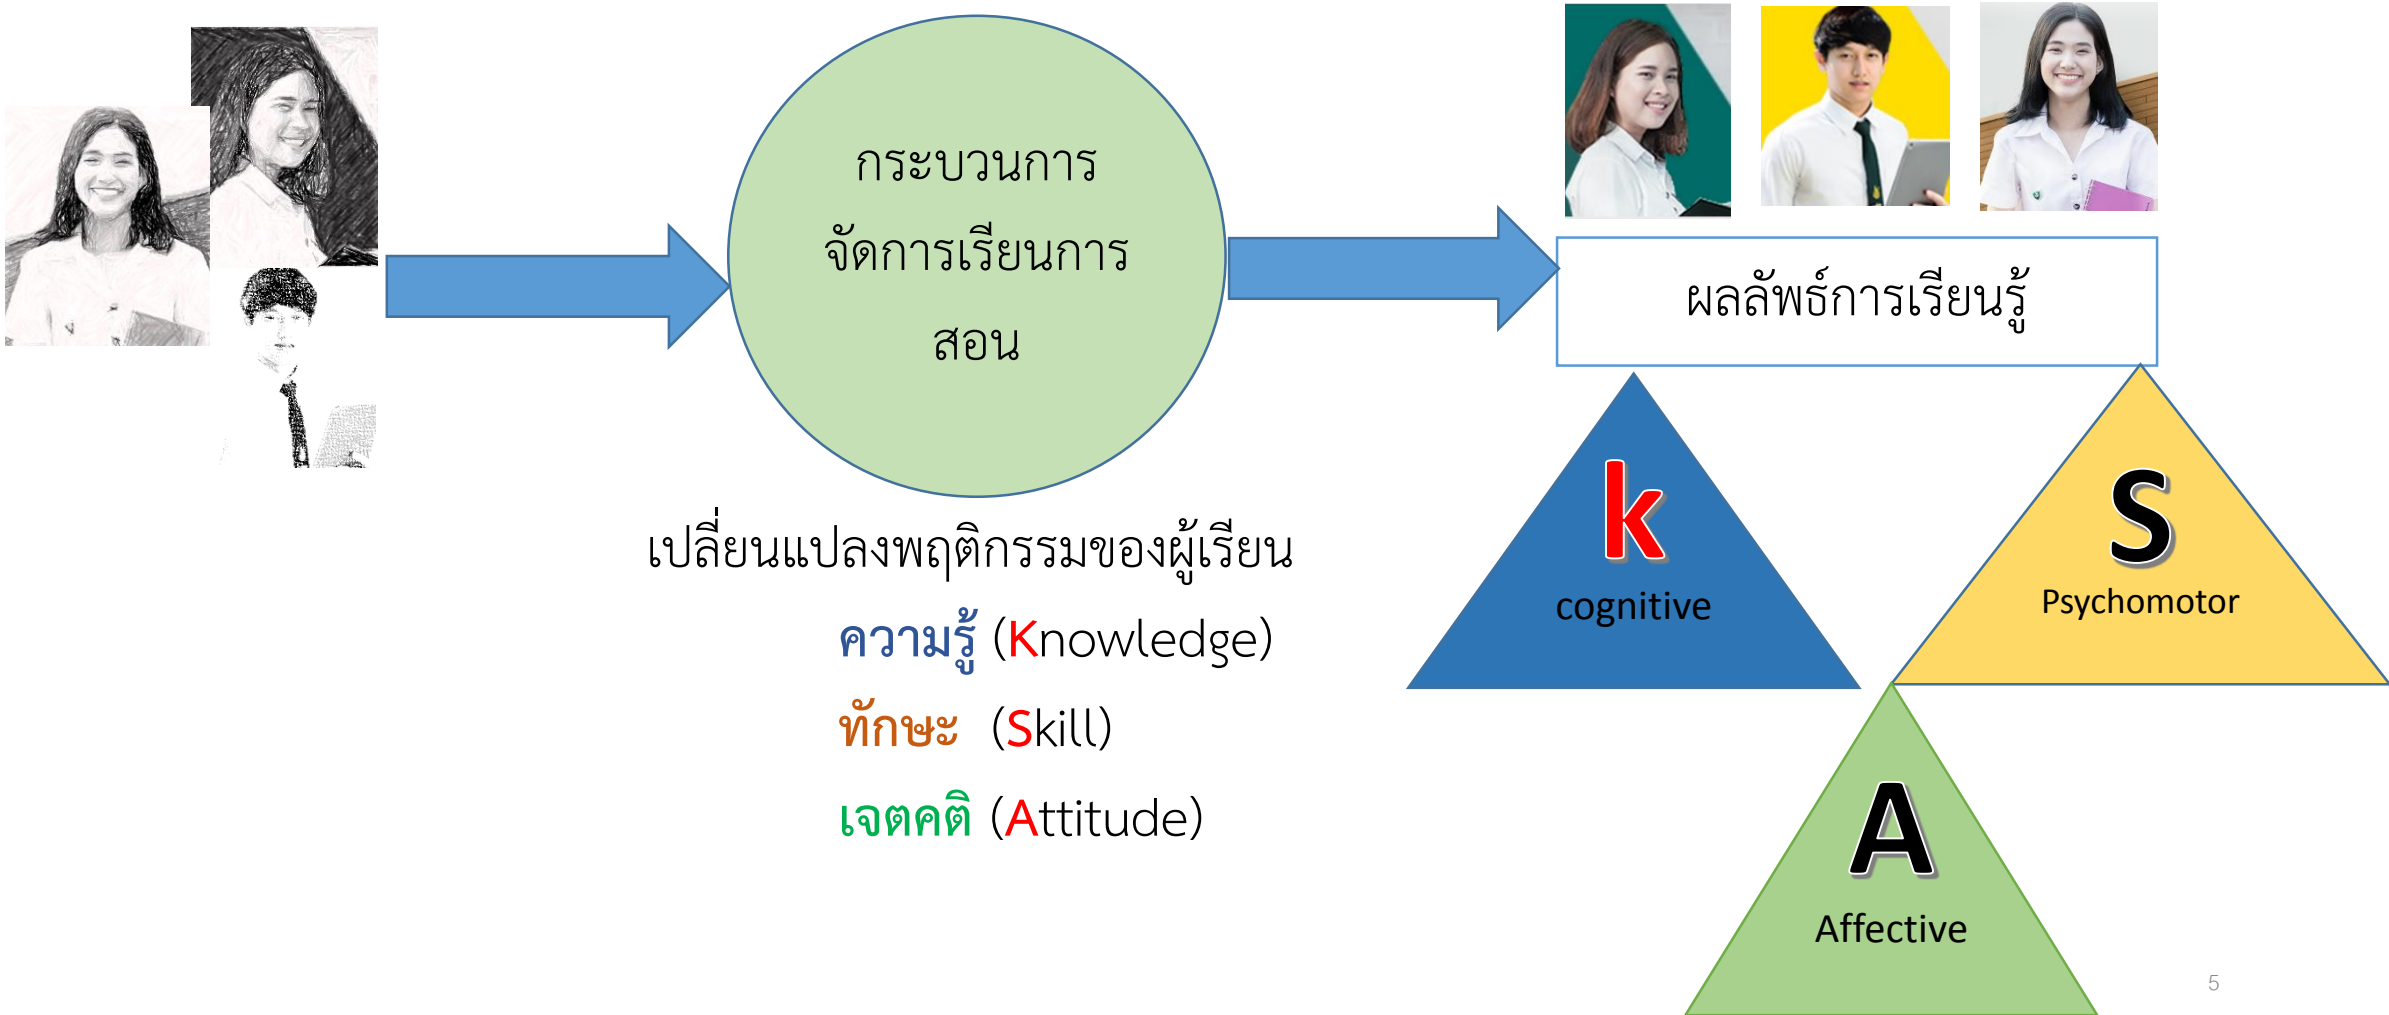 กระบวนการ
จัดการเรียนการ
สอน
ผลลัพธ์การเรียนรู้
เปลี่ยนแปลงพฤติกรรมของผู้เรียน
ความรู้ (Knowledge)
ทักษะ (Skill)
เจตคติ (Attitude)
k
cognitive
S
Psychomotor
A
Affective
5